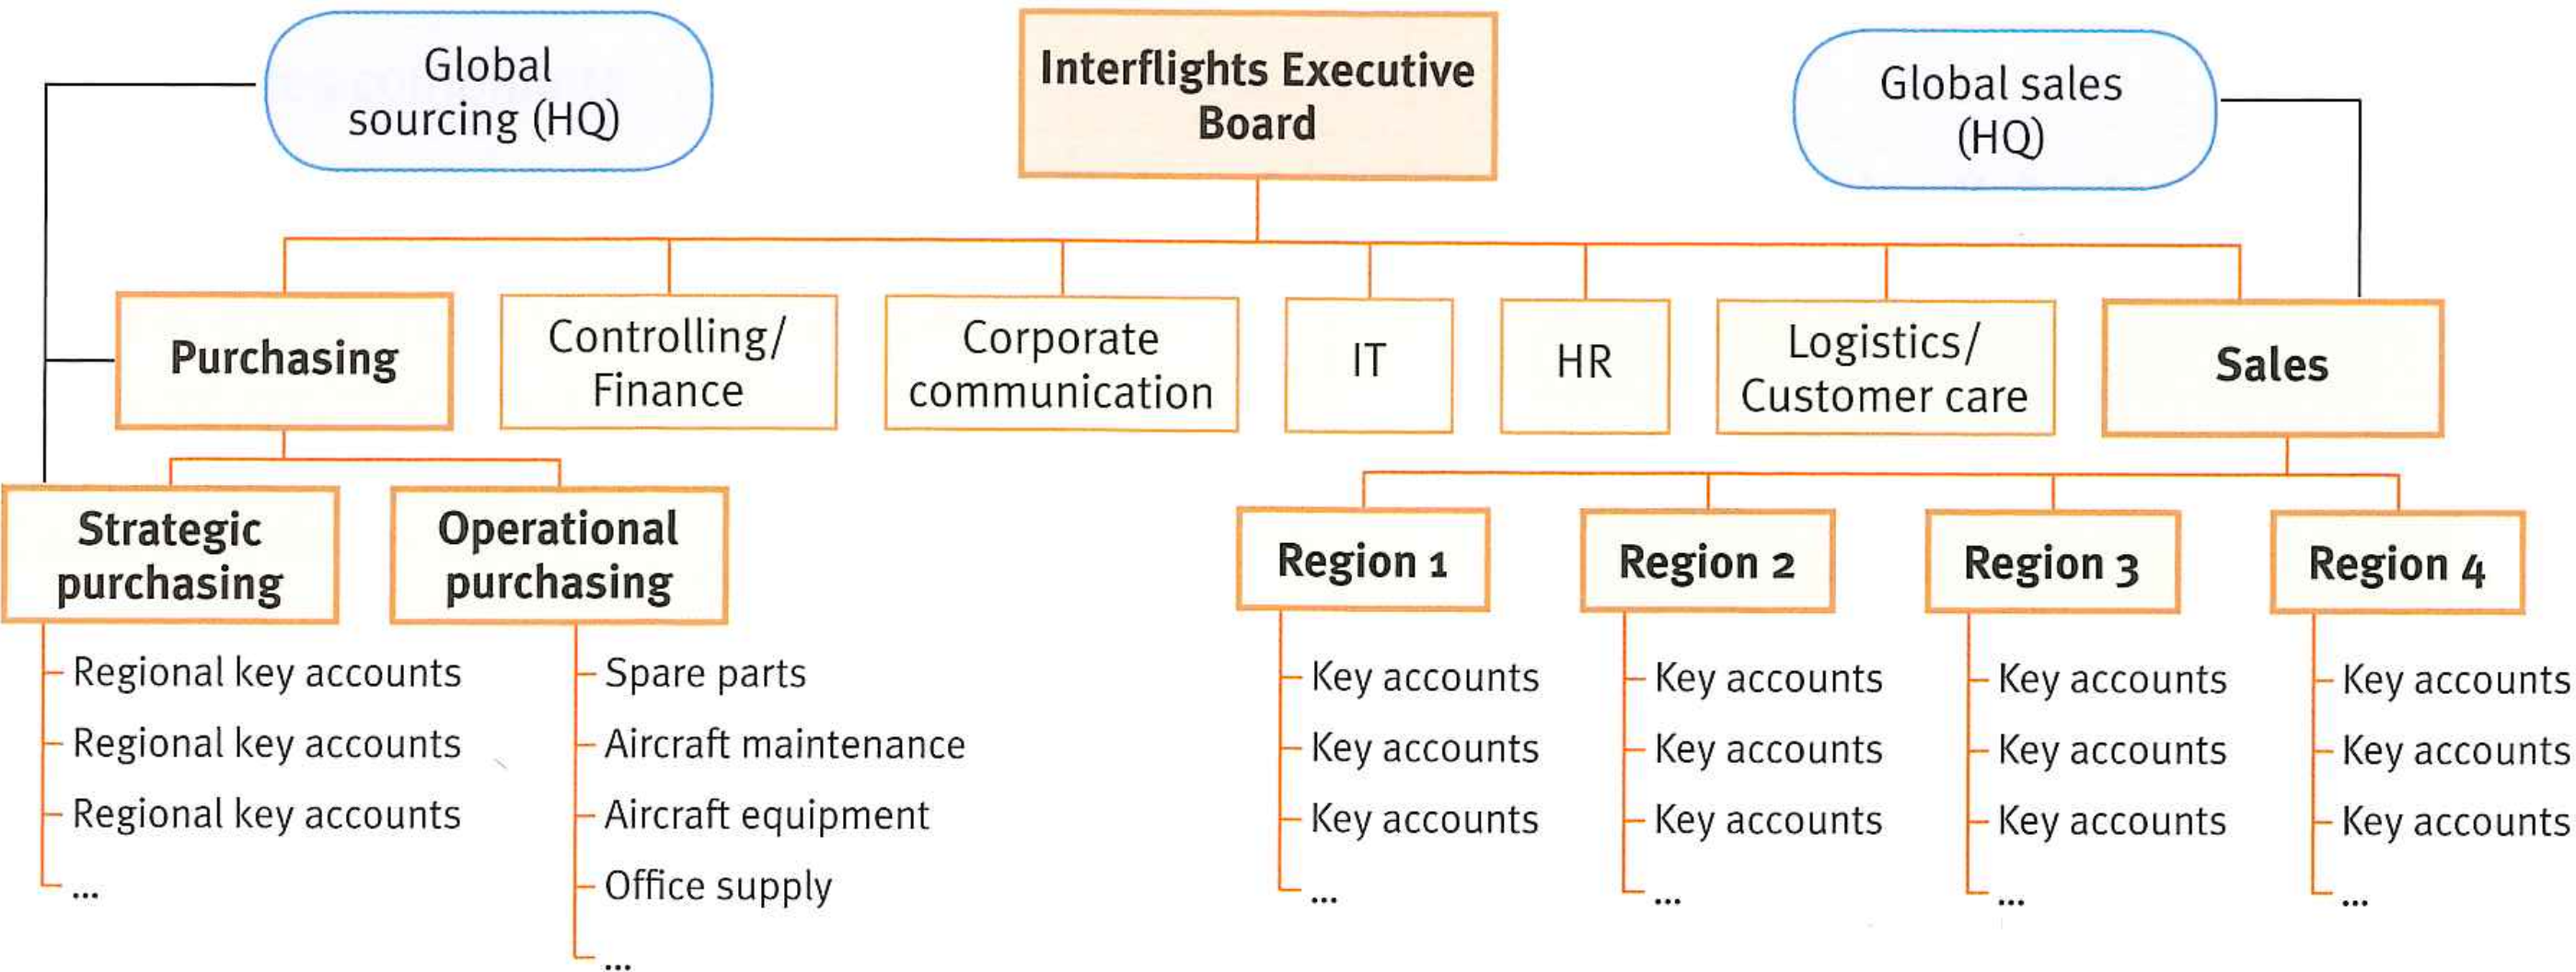 Global
sourcing (HQ)
Interflights Executive
Board
Global sales
(HQ)
Purchasing
Controlling/
Finance
Corporate
communication
IT
HR
Logistics/
Customer care
Sales
Strategic
purchasing
Operational
purchasing
Region 1
Region 2
Region 3
Region 4
Regional key accounts
Regional key accounts
Regional key accounts
...
Spare parts
Aircraft maintenance
Aircraft equipment
Office supply
...
Key accounts
Key accounts
Key accounts
...
Key accounts
Key accounts
Key accounts
...
Key accounts
Key accounts
Key accounts
...
Key accounts
Key accounts
Key accounts
...